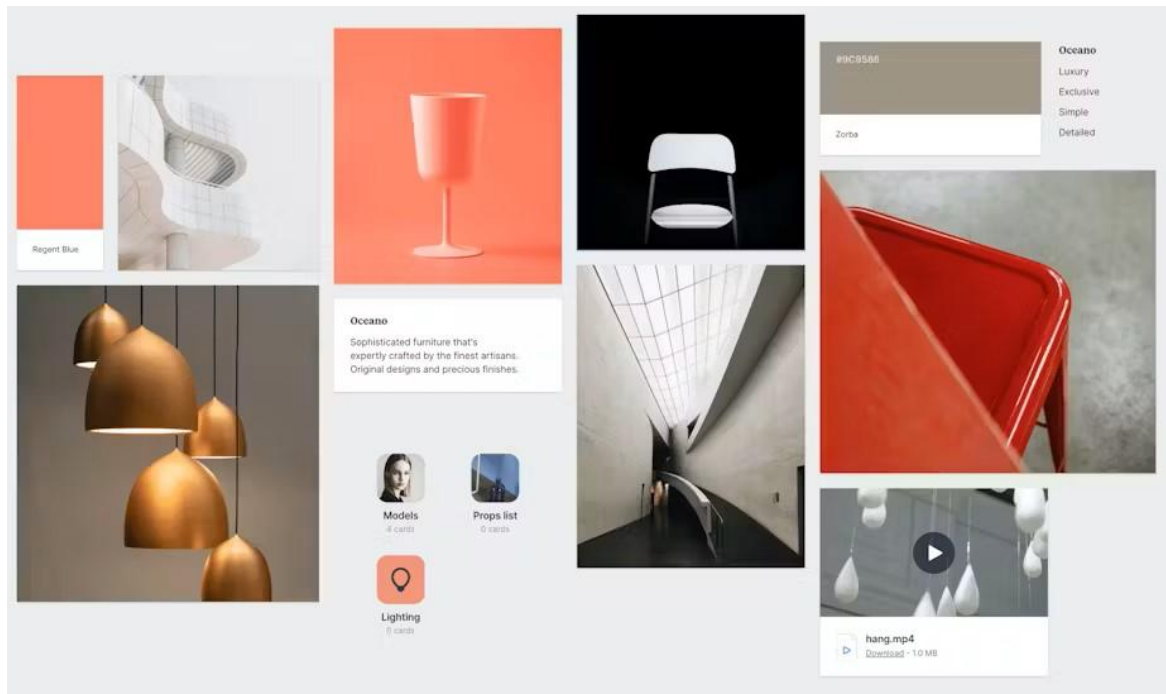 Regent Blue
Oceano
Sophisticated furniture that's
expertly crafted by the finest artisans.
Original designs and precious finishes.
Models
4 cards
Props list
0 cards
Lighting
0 cards
#9C9566
Zorba
Oceano
Luxury
Exclusive
Simple
Detailed
hang.mp4
Download - 1.0 MB